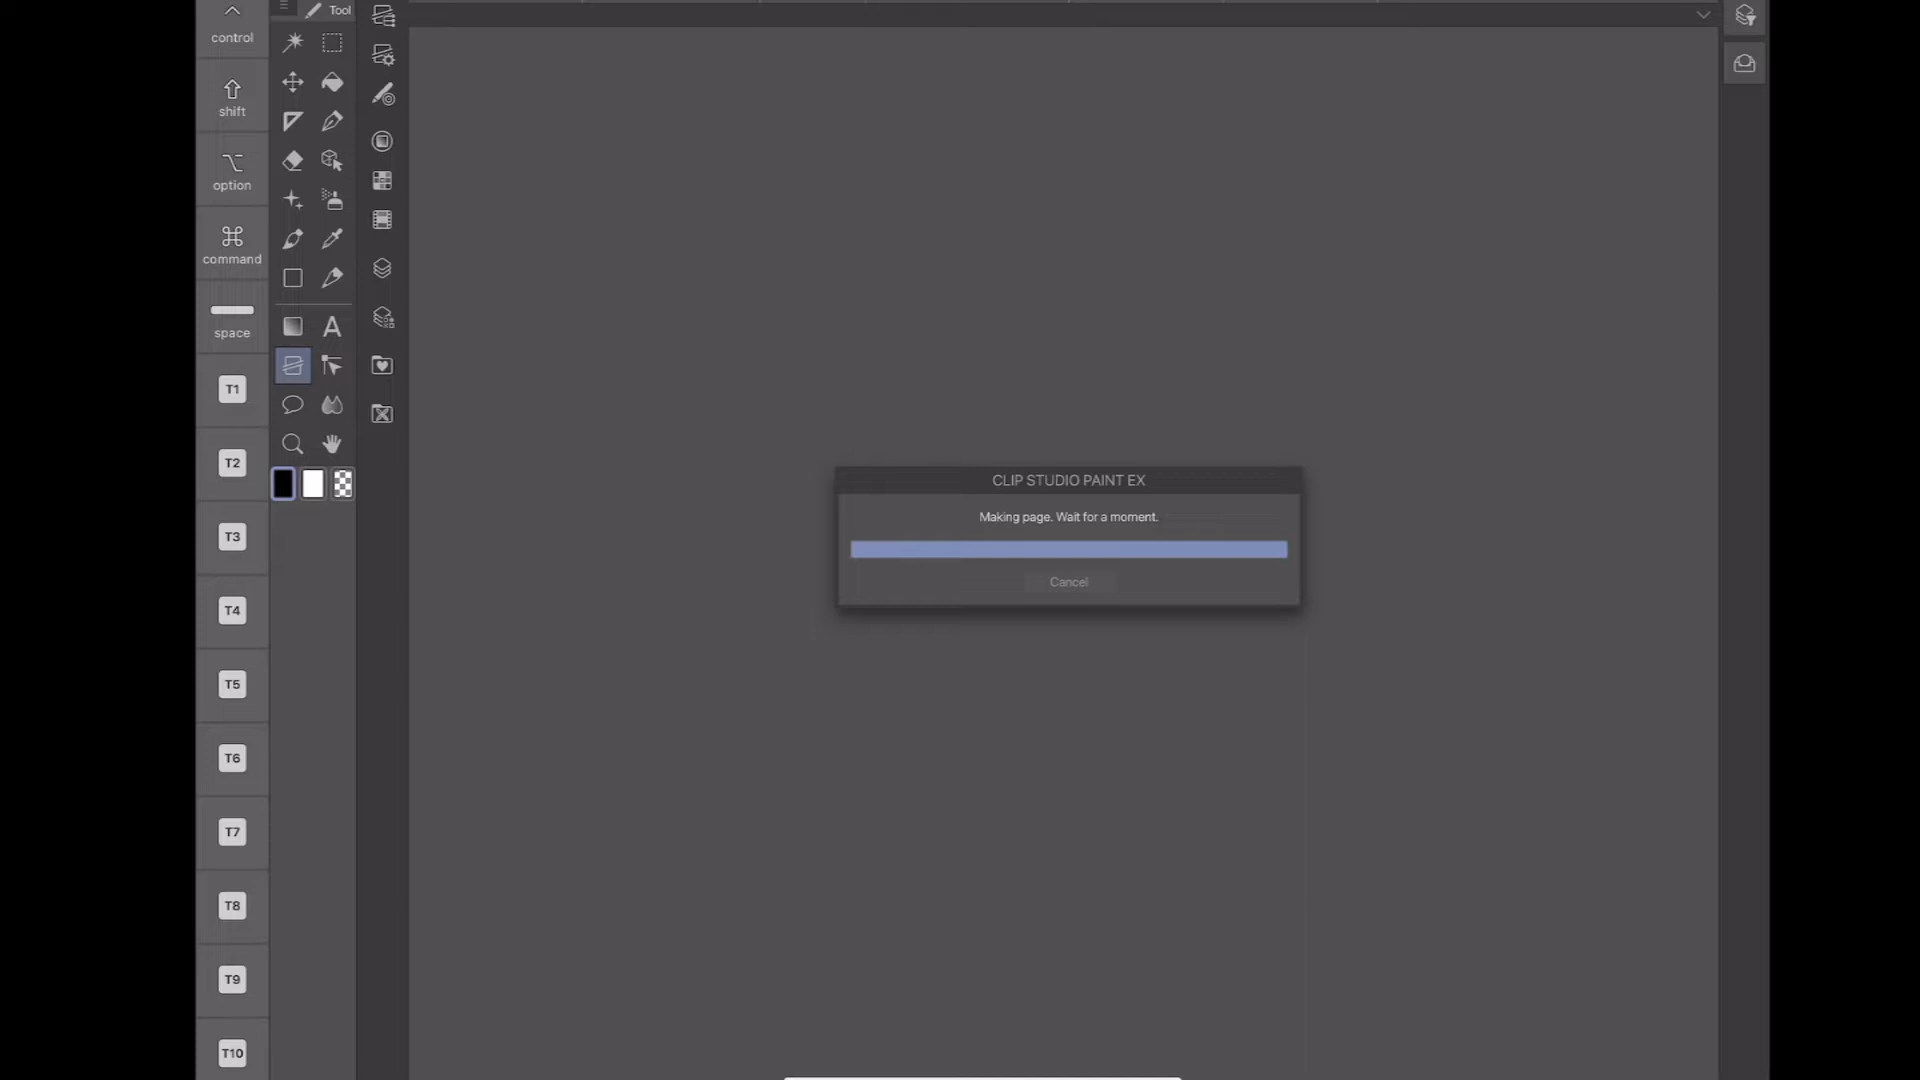 control
shift
option
command
space
T1
T2
T3
T4
T5
T6
T7
T8
T9
T10
Tool
A
CLIP STUDIO PAINT EX
Making page. Wait for a moment.
Cancel